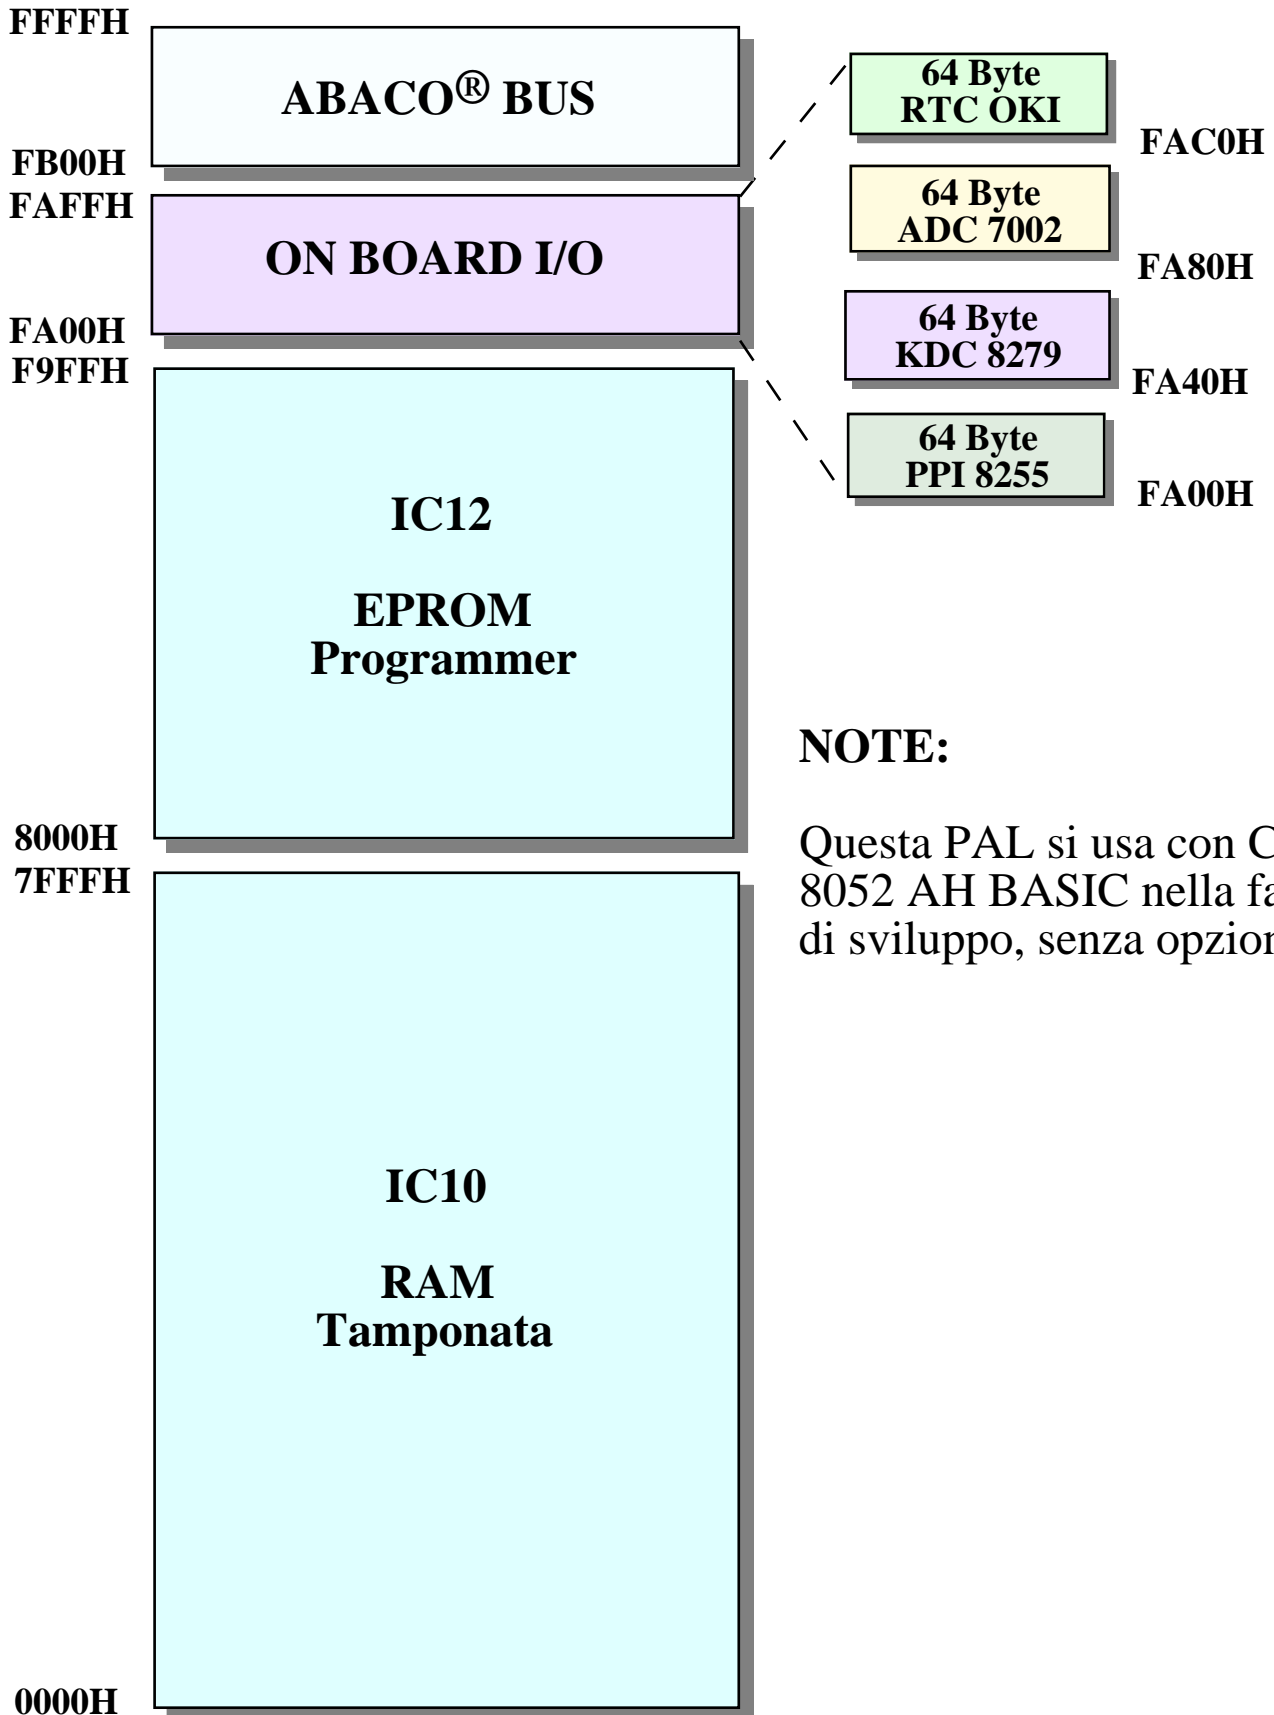 FFFFH
ABACO® BUS
FB00H
FAFFH
ON BOARD I/O
FA00H
F9FFH
64 Byte
RTC OKI
FAC0H
64 Byte
ADC 7002
FA80H
64 Byte
KDC 8279
FA40H
64 Byte
PPI 8255
FA00H
IC12
EPROM
Programmer
8000H
7FFFH
NOTE:
Questa PAL si usa con
8052 AH BASIC nella
di sviluppo, senza
IC10
RAM
Tamponata
0000H